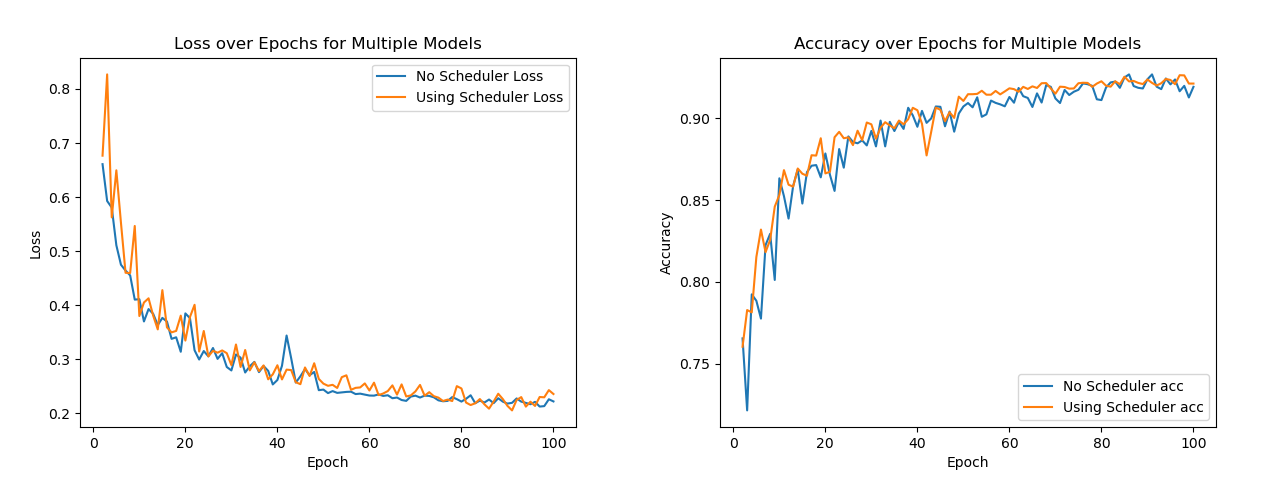 Loss over Epochs for Multiple Models
No Scheduler Loss
Using Scheduler Loss
0.8
0.7
0.6
0.5
0.4
0.3
0.2
Loss
0 20 40 60 80 100
Epoch
Accuracy over Epochs for Multiple Models
0.90
0.85
0.80
0.75
Accuracy
No Scheduler acc
Using Scheduler acc
0 20 40 60 80 100
Epoch